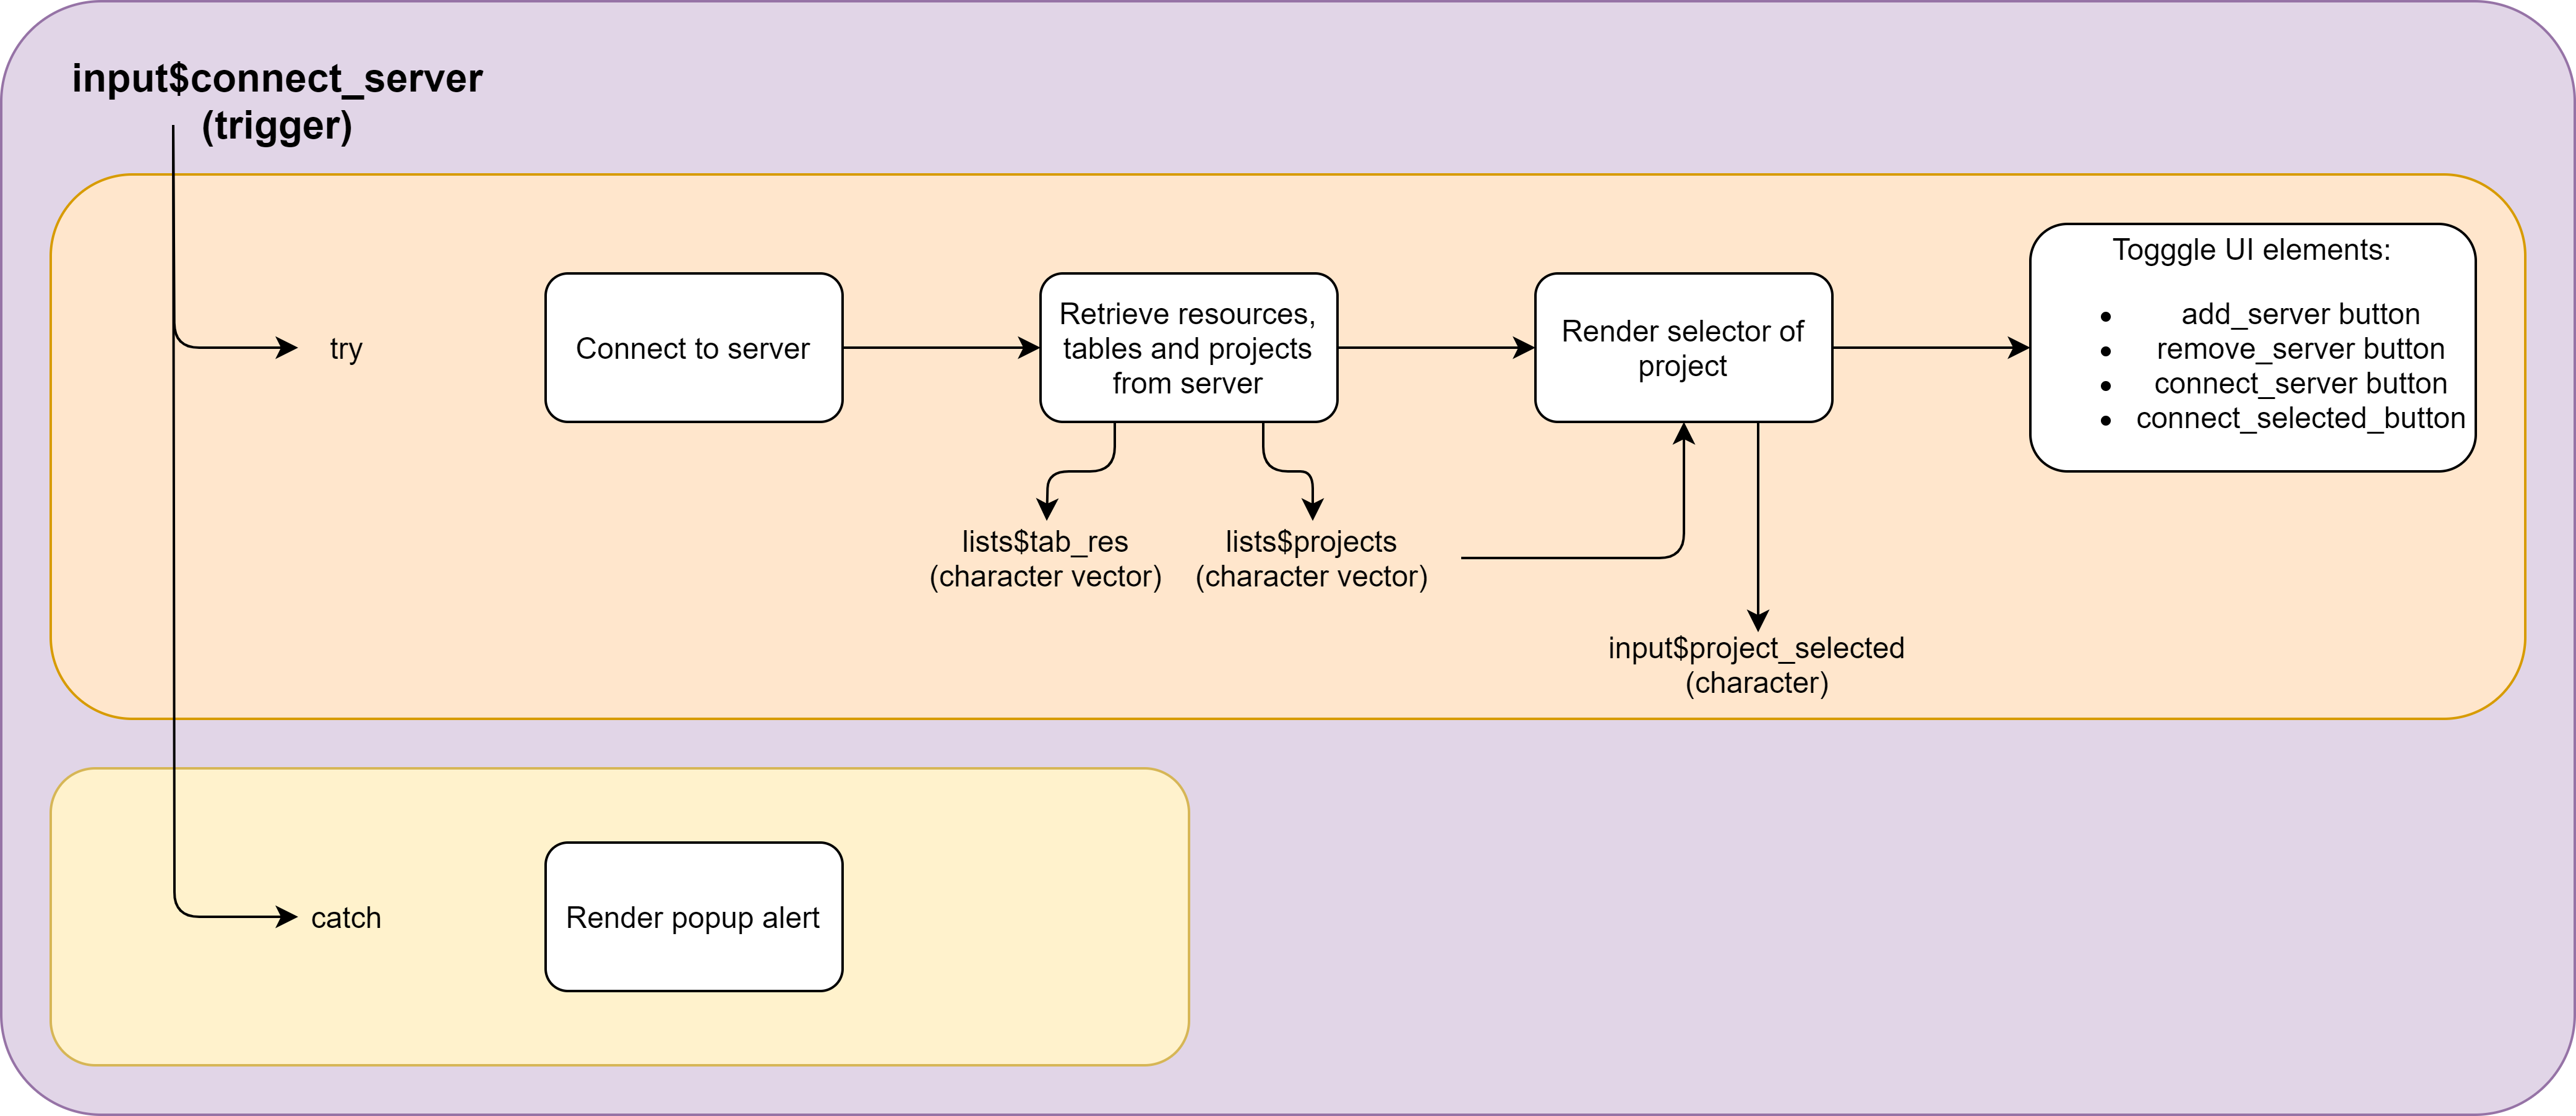 input$connect_server
(trigger)
try
Connect to server
Retrieve resources,
tables and projects
from server
Render selector of
project
Togggle UI elements:
• add_server button
• remove_server button
• connect_server button
• connect_selected_button
lists$tab_res
(character vector)
lists$projects
(character vector)
input$project_selected
(character)
catch
Render popup alert